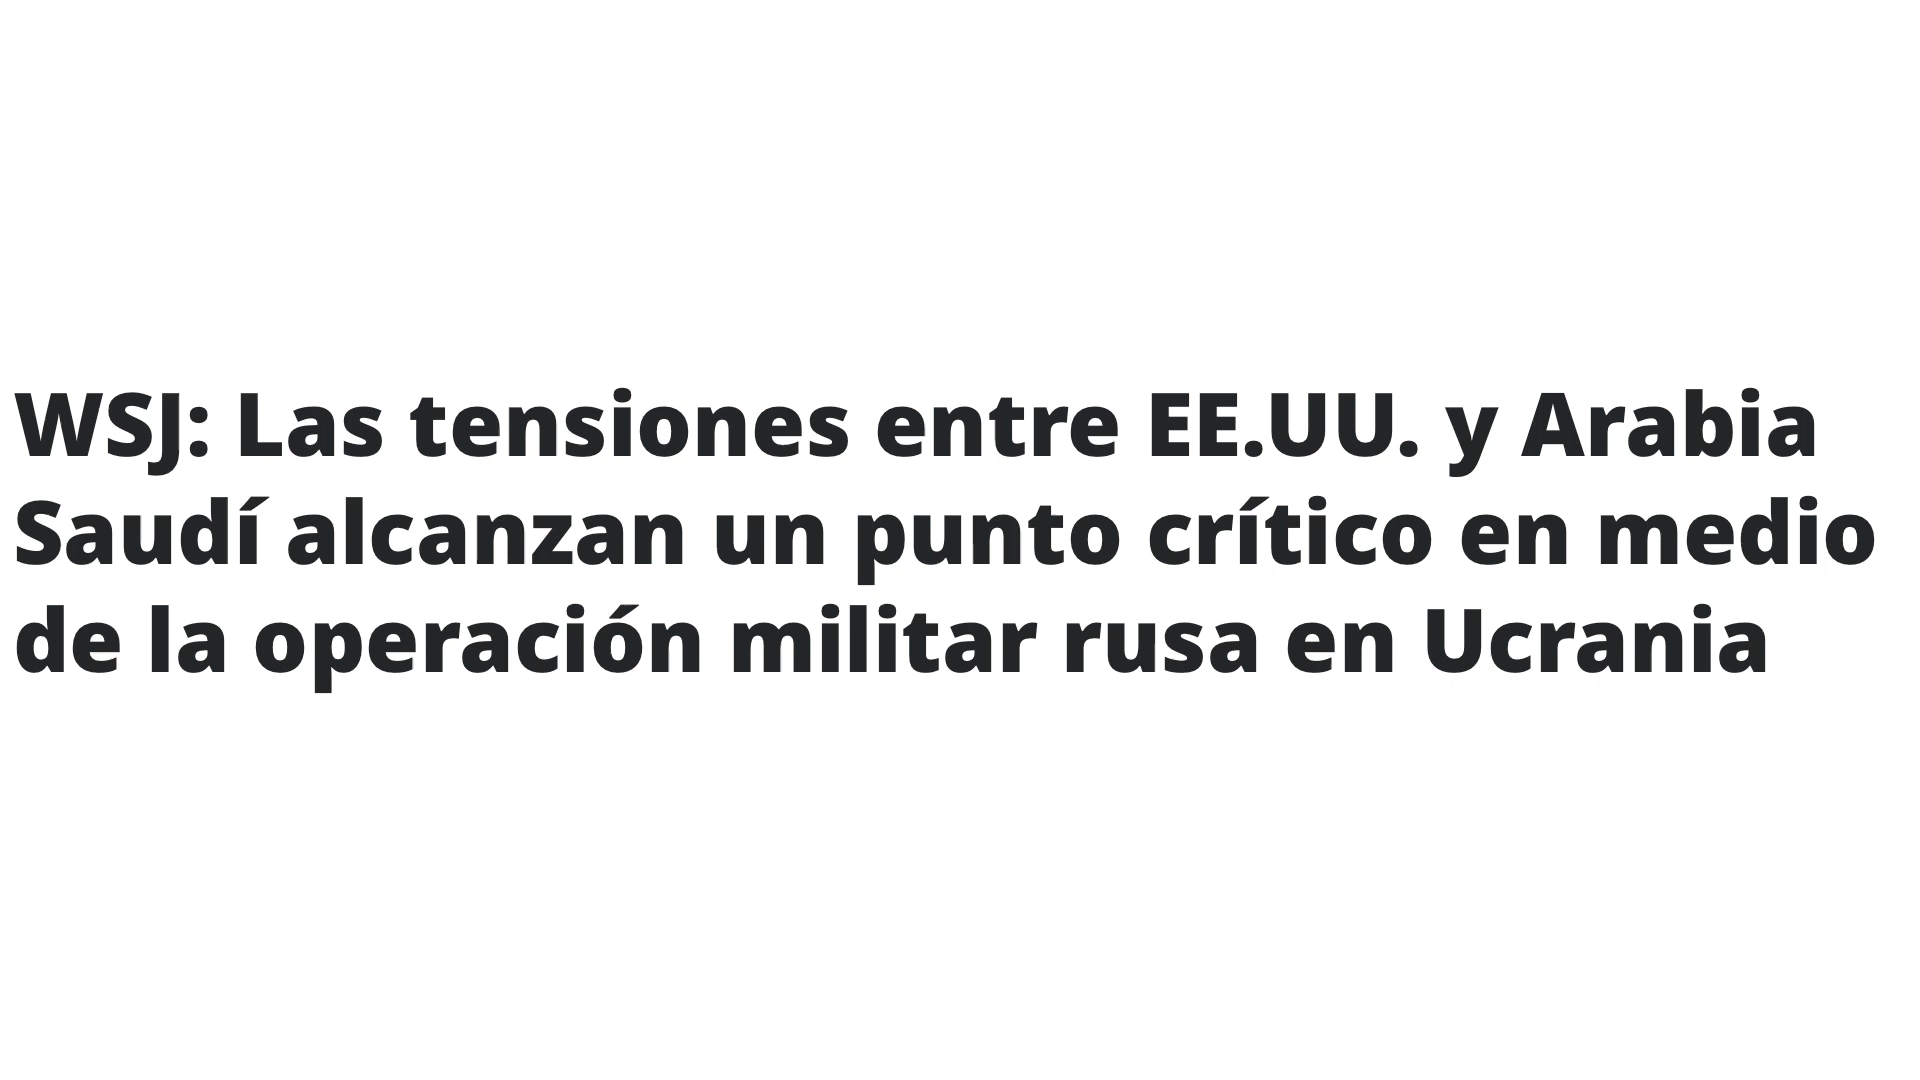 WSJ: Las tensiones entre EE.UU. y Arabia
Saudí alcanzan un punto crítico en medio
de la operación militar rusa en Ucrania